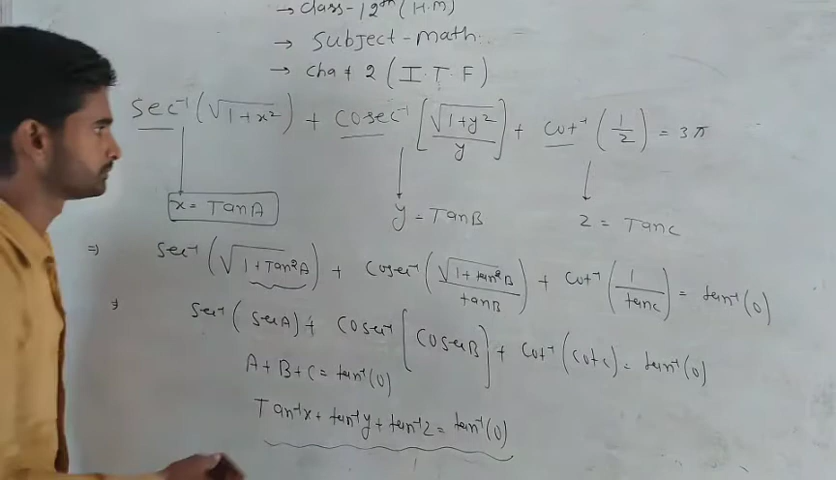 → class-12th (H.M)
→ Subject-math.
→ Cha# 2 (I.T.F)
Sec⁻¹(√1+x²) + Cosec⁻¹[√1+y²/y] + Cot⁻¹(1/2) = 3π
x = TanA y = TanB 2 = TanC
⇒ Sec⁻¹(√1+Tan²A) + Cosec⁻¹(√1+tan²B/tanB) + Cot⁻¹(1/tanC) = tan⁻¹(0)
Sec⁻¹(SecA) + Cosec⁻¹[CosecB] + Cot⁻¹(CotC) = tan⁻¹(0)
A+B+C = tan⁻¹(0)
Tan⁻¹x + tan⁻¹y + tan⁻¹2 = tan⁻¹(0)